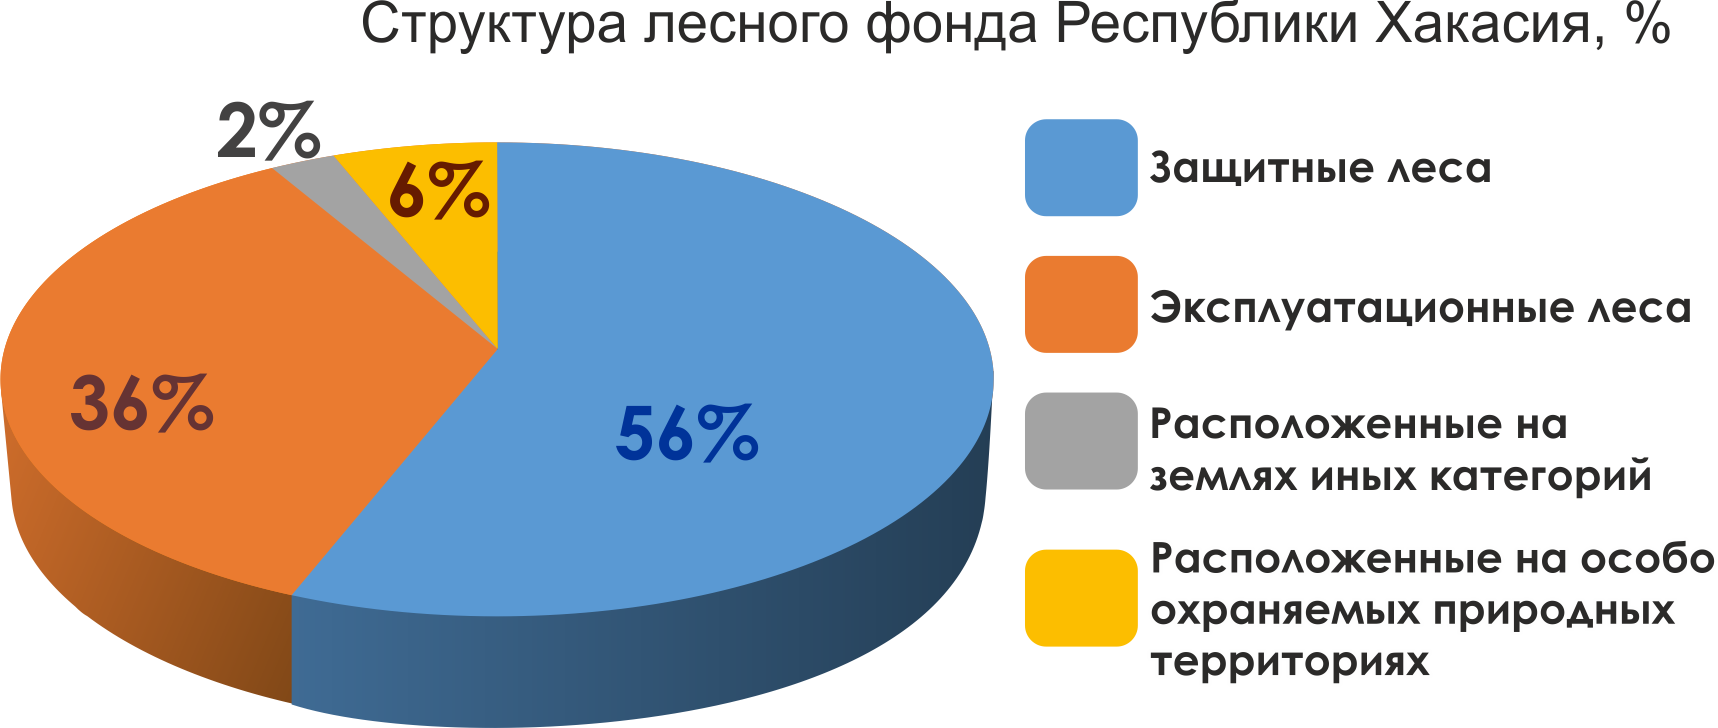 Структура лесного фонда Республики Хакасия, %
2%
6%
36%
56%
Защитные леса
Эксплуатационные леса
Расположенные на
землях иных категорий
Расположенные на особо
охраняемых природных
территориях